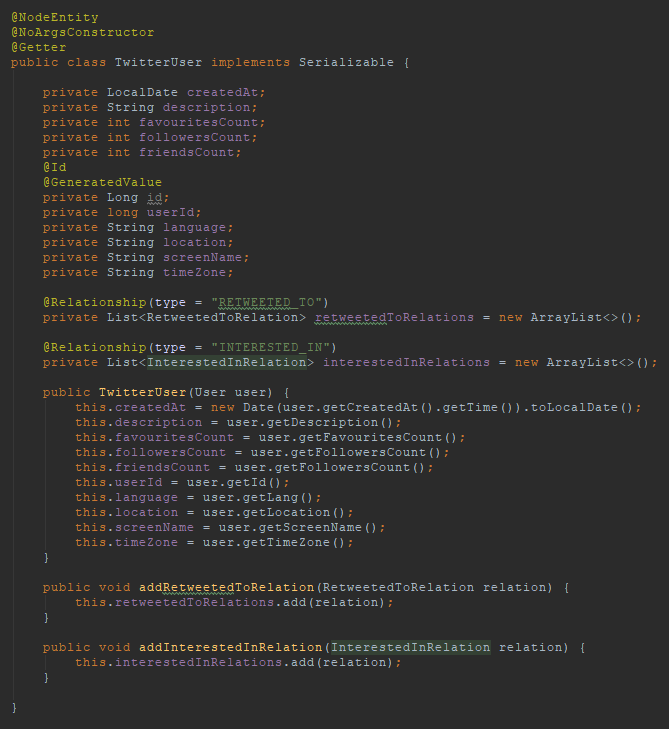 @NodeEntity
@NoArgsConstructor
@Getter
public class TwitterUser implements Serializable {
private LocalDate createdAt;
private String description;
private int favouritesCount;
private int followersCount;
private int friendsCount;
@Id
@GeneratedValue
private Long id;
private long userId;
private String language;
private String location;
private String screenName;
private String timeZone;
@Relationship(type = "RETWEETED_TO")
private List<RetweetedToRelation> retweetedToRelations = new ArrayList<>();
@Relationship(type = "INTERESTED_IN")
private List<InterestedInRelation> interestedInRelations = new ArrayList<>();
public TwitterUser(User user) {
this.createdAt = new Date(user.getCreatedAt().getTime()).toLocalDate();
this.description = user.getDescription();
this.favouritesCount = user.getFavouritesCount();
this.followersCount = user.getFollowersCount();
this.friendsCount = user.getFollowersCount();
this.userId = user.getId();
this.language = user.getLang();
this.location = user.getLocation();
this.screenName = user.getScreenName();
this.timeZone = user.getTimeZone();
}
public void addRetweetedToRelation(RetweetedToRelation relation) {
this.retweetedToRelations.add(relation);
}
public void addInterestedInRelation(InterestedInRelation relation) {
this.interestedInRelations.add(relation);
}
}